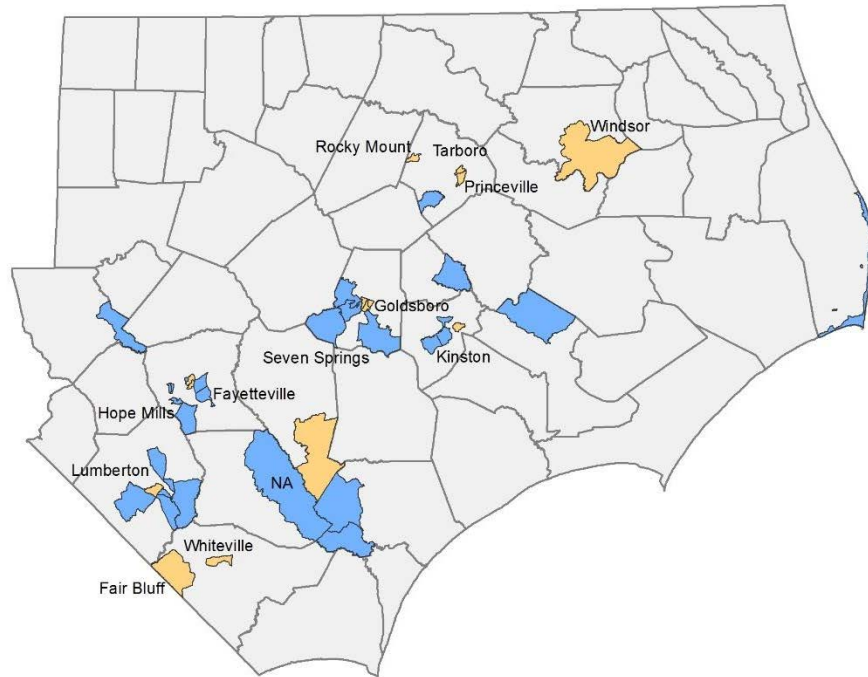 Windsor
Rocky Mount
Tarboro
Princeville
Goldsboro
Seven Springs
Kinston
Fayetteville
Hope Mills
Lumberton
NA
Whiteville
Fair Bluff